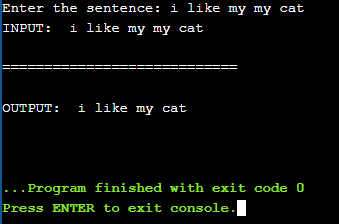 Enter the sentence: i like my my cat
INPUT:  i like my my cat
============================
OUTPUT:  i like my cat
...Program finished with exit code 0
Press ENTER to exit console.